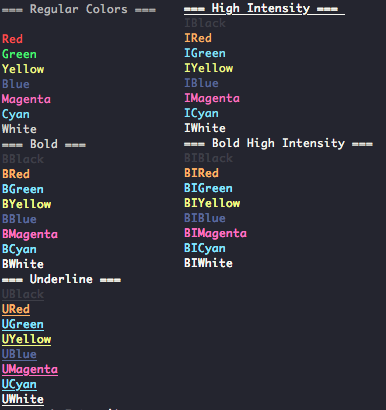 === Regular Colors ===
Red
Green
Yellow
Blue
Magenta
Cyan
White
=== Bold ===
BBlack
BRed
BGreen
BYellow
BBlue
BMagenta
BCyan
BWhite
=== Underline ===
UBlack
URed
UGreen
UYellow
UBlue
UMagenta
UCyan
UWhite
=== High Intensity ===
IBlack
IRed
IGreen
IYellow
IBlue
IMagenta
ICyan
IWhite
=== Bold High Intensity ===
BIBlack
BIRed
BIGreen
BIYellow
BIBlue
BIMagenta
BICyan
BIWhite